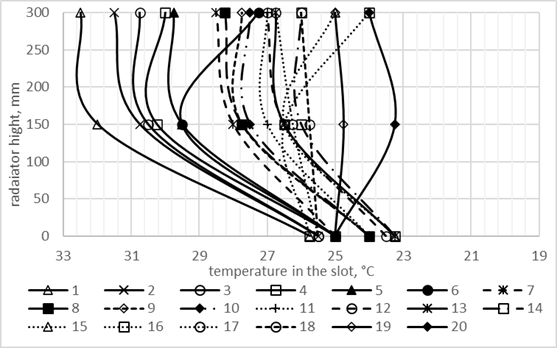 300
250
200
150
100
50
0
radaiator hight, mm
33 31 29 27 25 23 21 19
temperature in the slot, °C
1 2 3 4 5 6 7
8 9 10 11 12 13 14
15 16 17 18 19 20